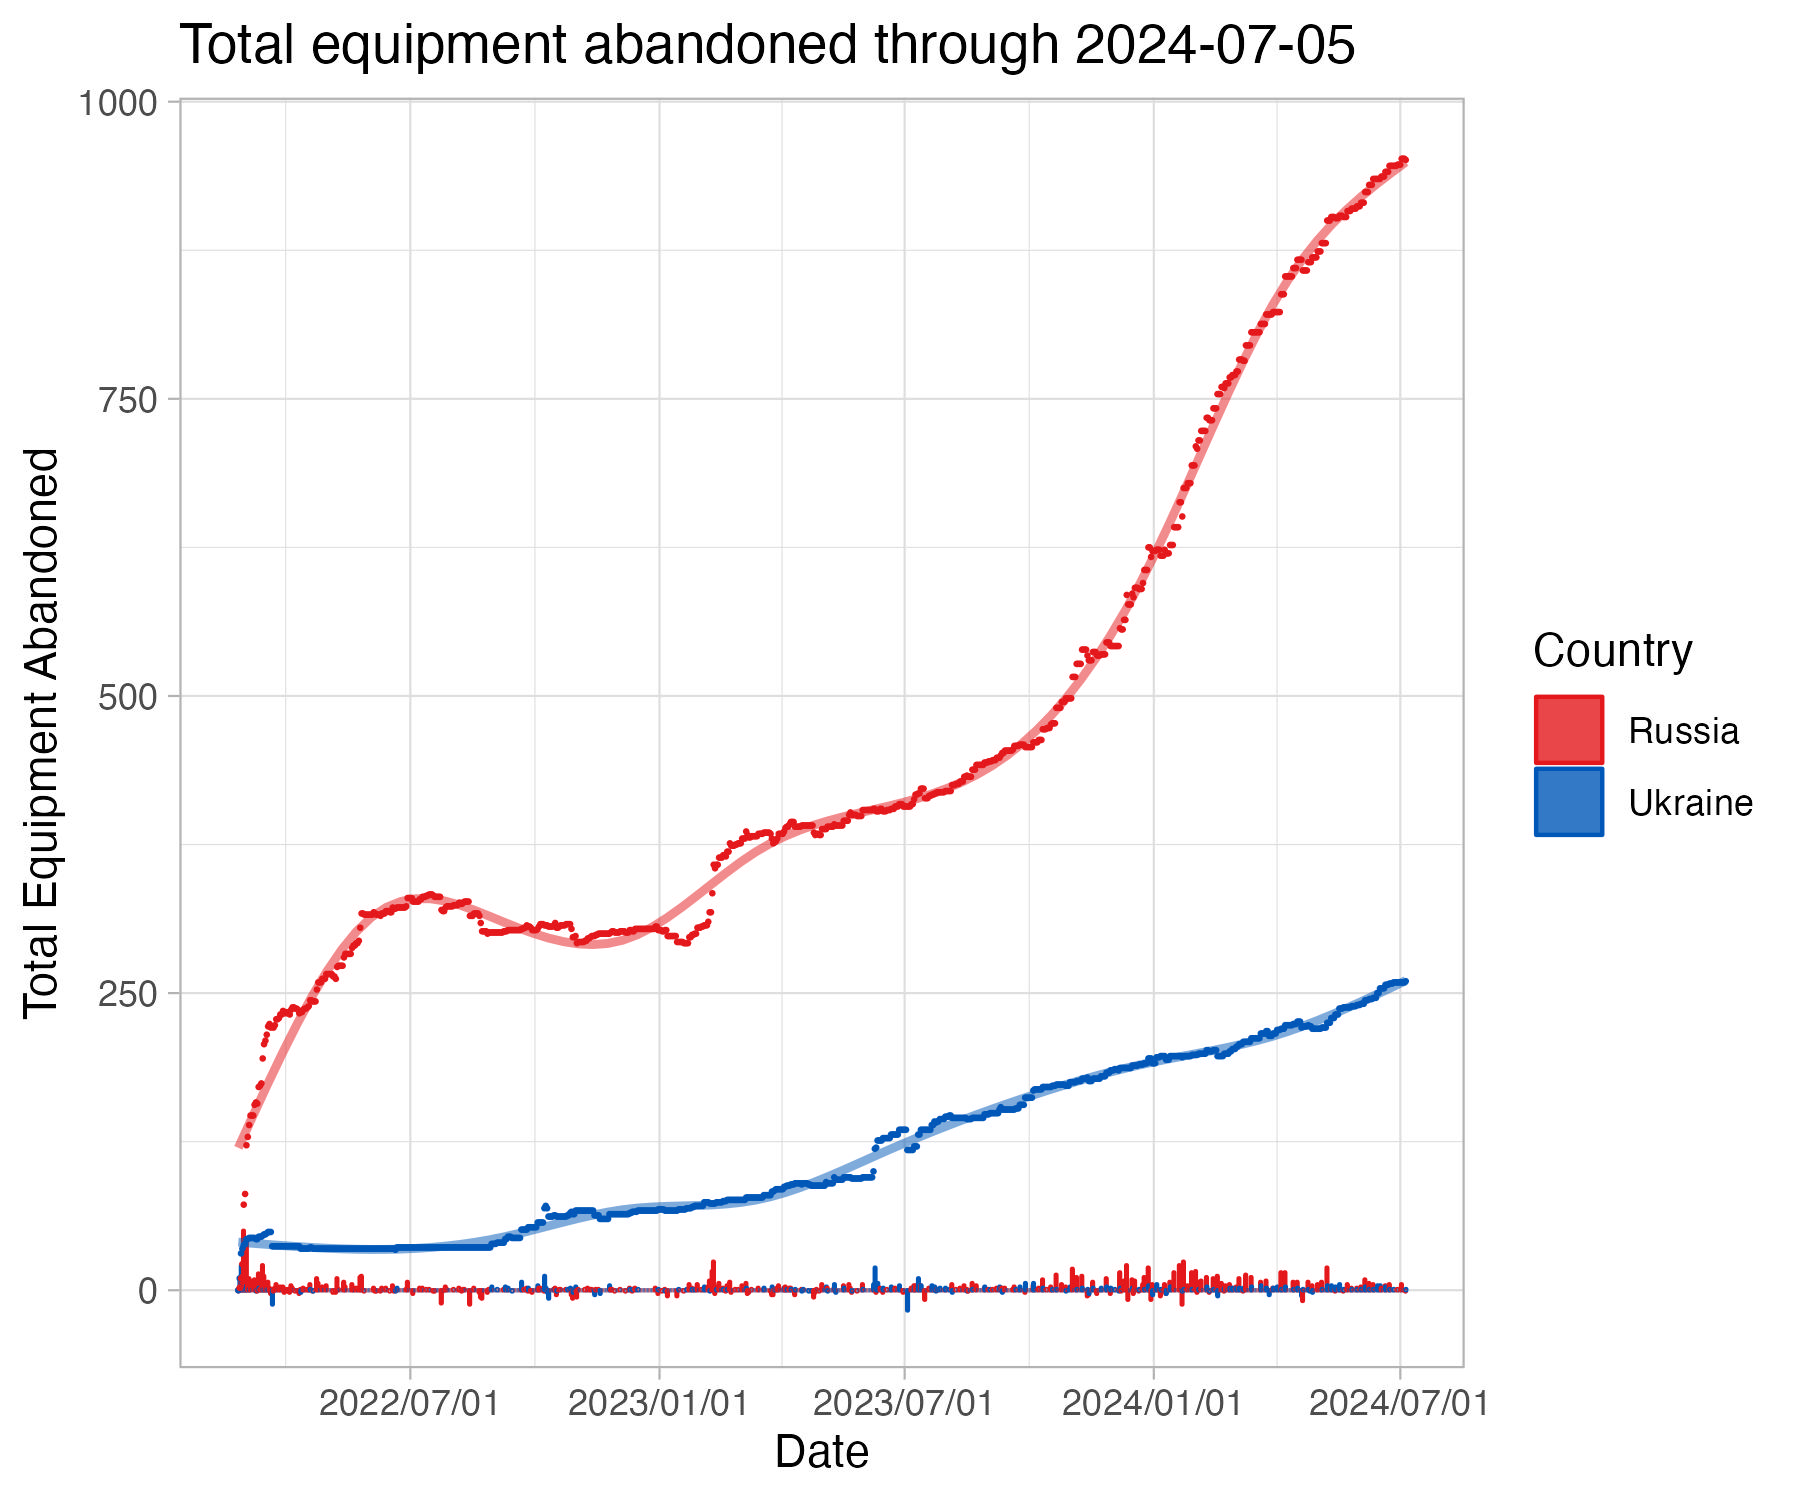 Total equipment abandoned through 2024-07-05
Total Equipment Abandoned
1000
750
500
250
0
2022/07/01
2023/01/01
2023/07/01
2024/01/01
2024/07/01
Date
Country
Russia
Ukraine